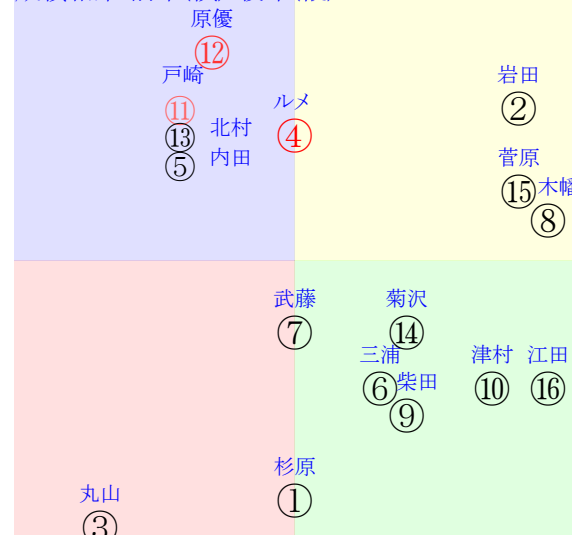 原優
⑫
戸崎
⑪
ルメ
④
北村
⑬
内田
⑤
岩田
②
菅原
⑮
木幡
⑧
武藤
⑦
菊沢
⑭
三浦
⑥
柴田
⑨
津村
⑩
江田
⑯
杉原
①
丸山
③